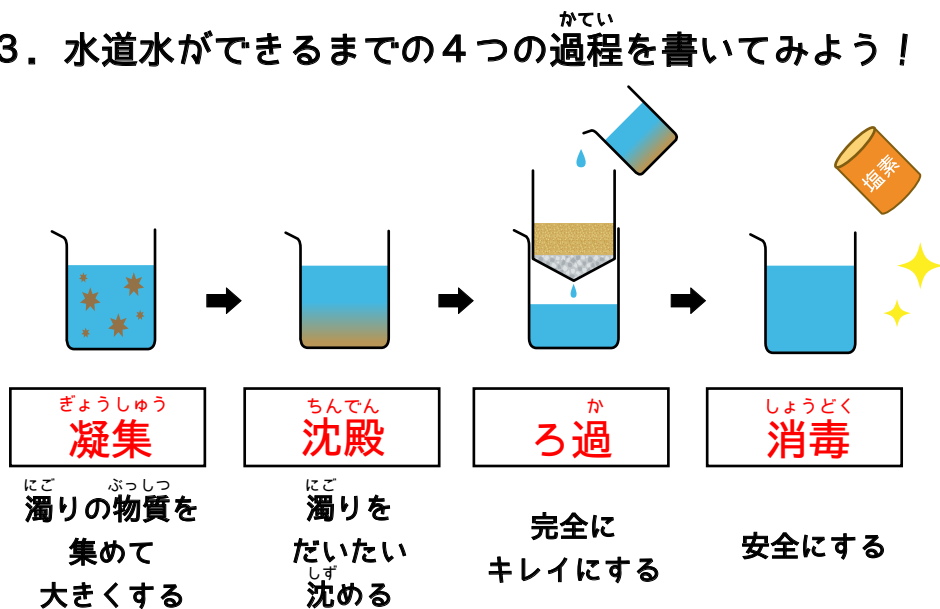 かてい
3．水道水ができるまでの４つの過程を書いてみよう！
塩素
ぎょうしゅう
凝集
ちんでん
沈殿
か
ろ過
しょうどく
消毒
にご ぶっしつ
濁りの物質を
集めて
大きくする
にご
濁りを
だいたい
しず
沈める
完全に
キレイにする
安全にする